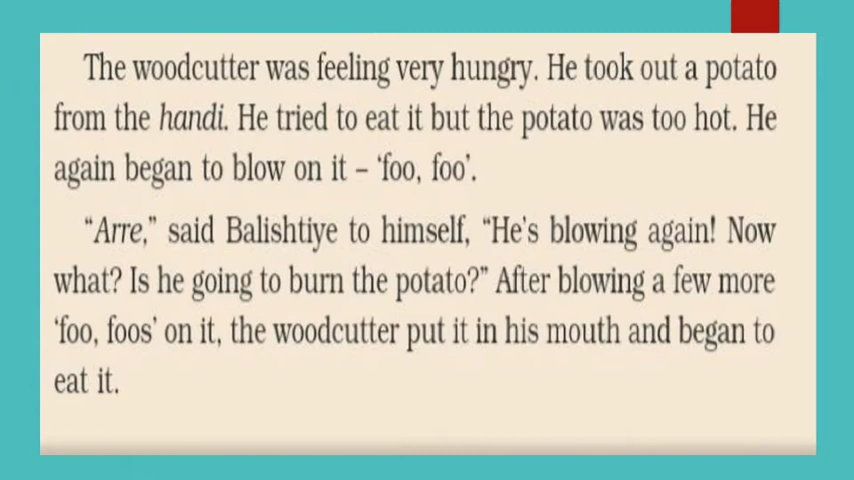 The woodcutter was feeling very hungry. He took out a potato
from the handi. He tried to eat it but the potato was too hot. He
again began to blow on it – ‘foo, foo’.
“Arre,” said Balishtiye to himself, “He’s blowing again! Now
what? Is he going to burn the potato?” After blowing a few more
‘foo, foos’ on it, the woodcutter put it in his mouth and began to
eat it.